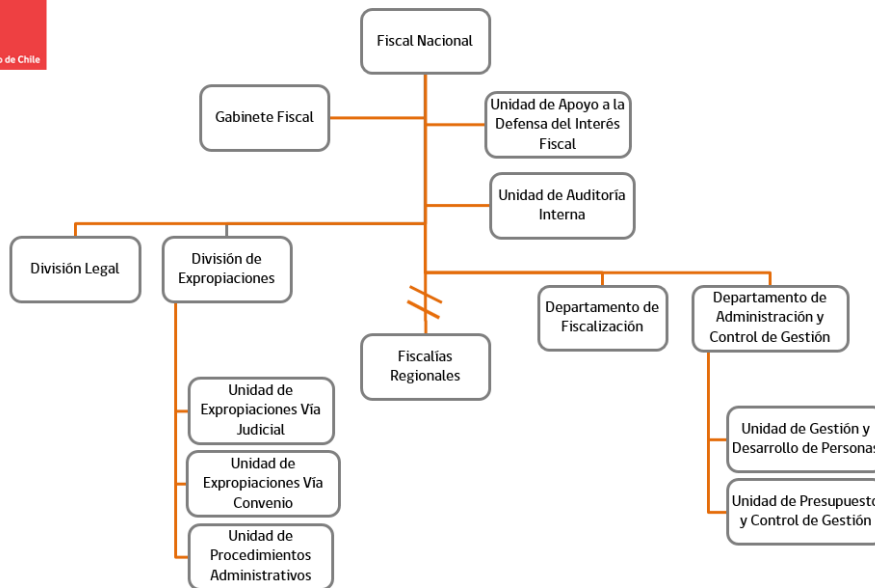 o de Chile
Fiscal Nacional
Gabinete Fiscal
Unidad de Apoyo a la
Defensa del Interés
Fiscal
Unidad de Auditoría
Interna
División Legal
División de
Expropiaciones
Fiscalías
Regionales
Departamento de
Fiscalización
Departamento de
Administración y
Control de Gestión
Unidad de
Expropiaciones Vía
Judicial
Unidad de
Expropiaciones Vía
Convenio
Unidad de
Procedimientos
Administrativos
Unidad de Gestión y
Desarrollo de Personas
Unidad de Presupuesto
y Control de Gestión